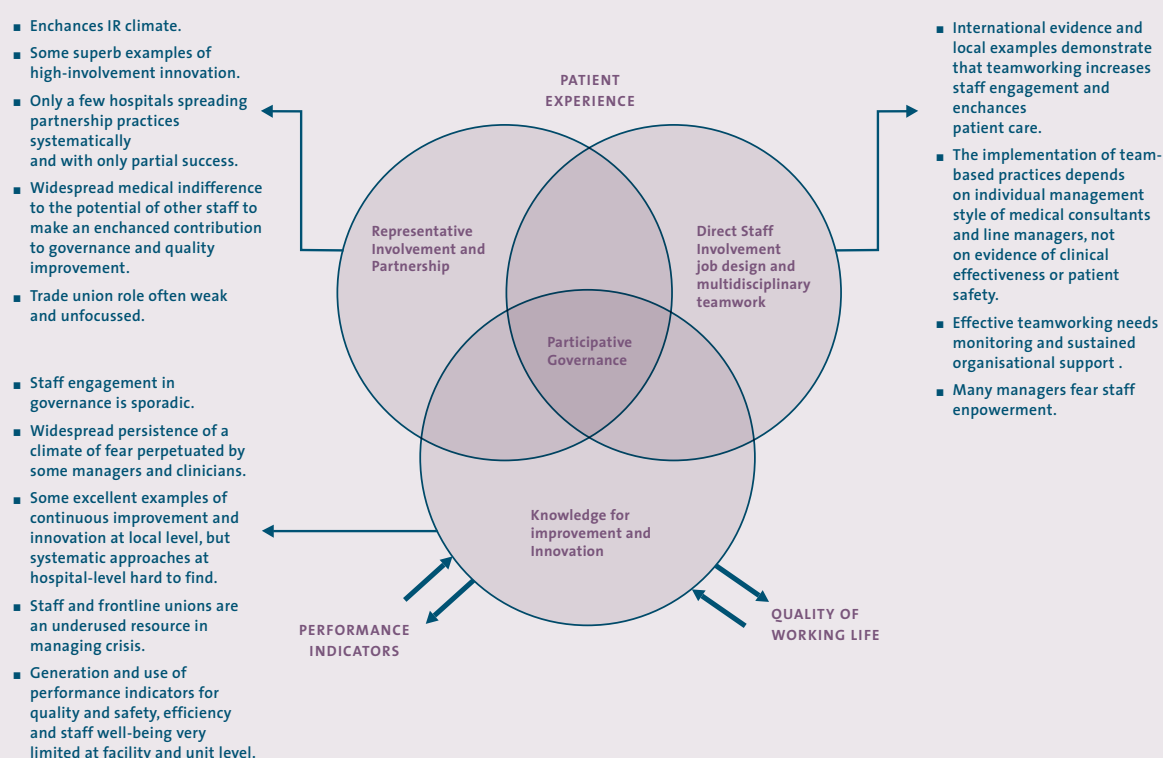 ■ Enchances IR climate.
■ Some superb examples of
high-involvement innovation.
■ Only a few hospitals spreading
partnership practices
systematically
and with only partial success.
■ Widespread medical indifference
to the potential of other staff to
make an enchanced contribution
to governance and quality
improvement.
■ Trade union role often weak
and unfocussed.
■ Staff engagement in
governance is sporadic.
■ Widespread persistence of a
climate of fear perpetuated by
some managers and clinicians.
■ Some excellent examples of
continuous improvement and
innovation at local level, but
systematic approaches at
hospital-level hard to find.
■ Staff and frontline unions are
an underused resource in
managing crisis.
■ Generation and use of
performance indicators for
quality and safety, efficiency
and staff well-being very
limited at facility and unit level.
PATIENT
EXPERIENCE
Representative
Involvement and
Partnership
Direct Staff
Involvement
job design and
multidisciplinary
teamwork
Participative
Governance
Knowledge for
improvement and
Innovation
PERFORMANCE
INDICATORS
QUALITY OF
WORKING LIFE
■ International evidence and
local examples demonstrate
that teamworking increases
staff engagement and
enchances
patient care.
■ The implementation of team-
based practices depends
on individual management
style of medical consultants
and line managers, not
on evidence of clinical
effectiveness or patient
safety.
■ Effective teamworking needs
monitoring and sustained
organisational support .
■ Many managers fear staff
enpowerment.